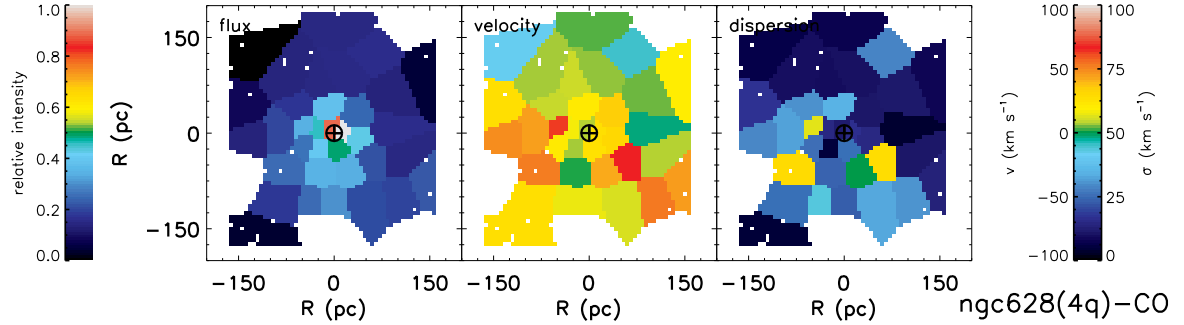 1.0
0.8
0.6
0.4
0.2
0.0
relative intensity
R (pc)
150
0
−150
flux
velocity
dispersion
−150 0 150
R (pc)
−150 0 150
R (pc)
−150 0 150
R (pc)
v (km s⁻¹)
100
50
0
−50
−100
100
75
50
25
0
σ (km s⁻¹)
ngc628(4q)−CO